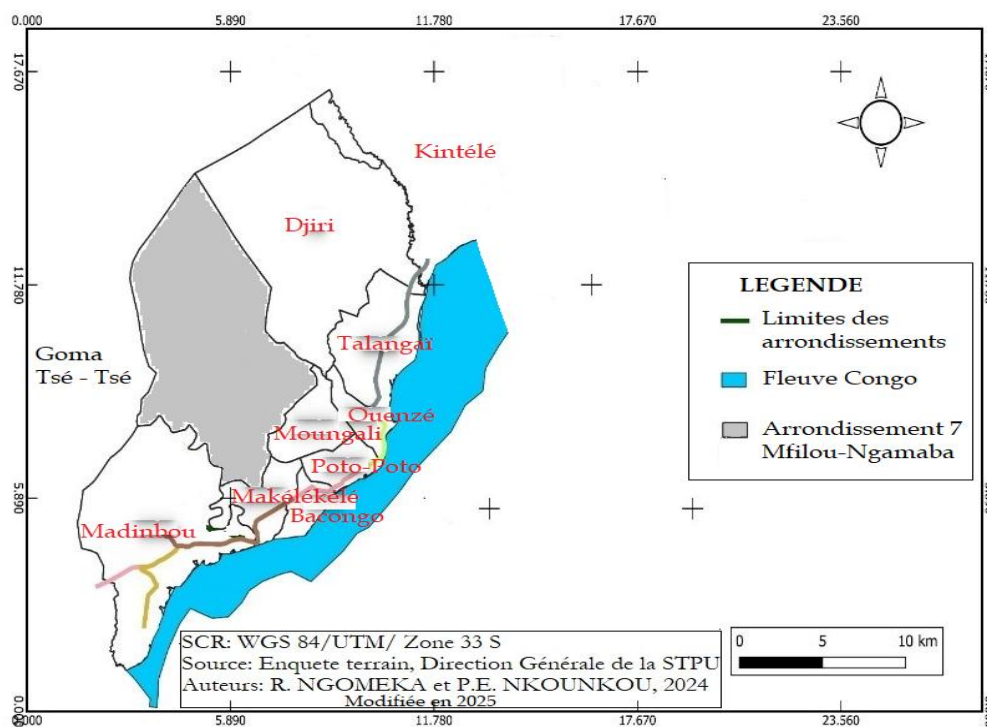 0.000 5.890 11.780 17.670 23.560
17.670
Kintélé
Djiri
11.780
LEGENDE
Limites des
arrondissements
Talangaï
Goma
Tsé - Tsé
Fleuve Congo
Ouenzé
Moungali
Arrondissement 7
Mfilou-Ngamaba
Poto-Poto
5.890
Makélékélé
Bacongo
Madinbou
0 5 10 km
SCR: WGS 84/UTM/ Zone 33 S
Source: Enquete terrain, Direction Générale de la STPU
Auteurs: R. NGOMEKA et P.E. NKOUNKOU, 2024
Modifiée en 2025
0.000 5.890 11.780 17.670 23.560